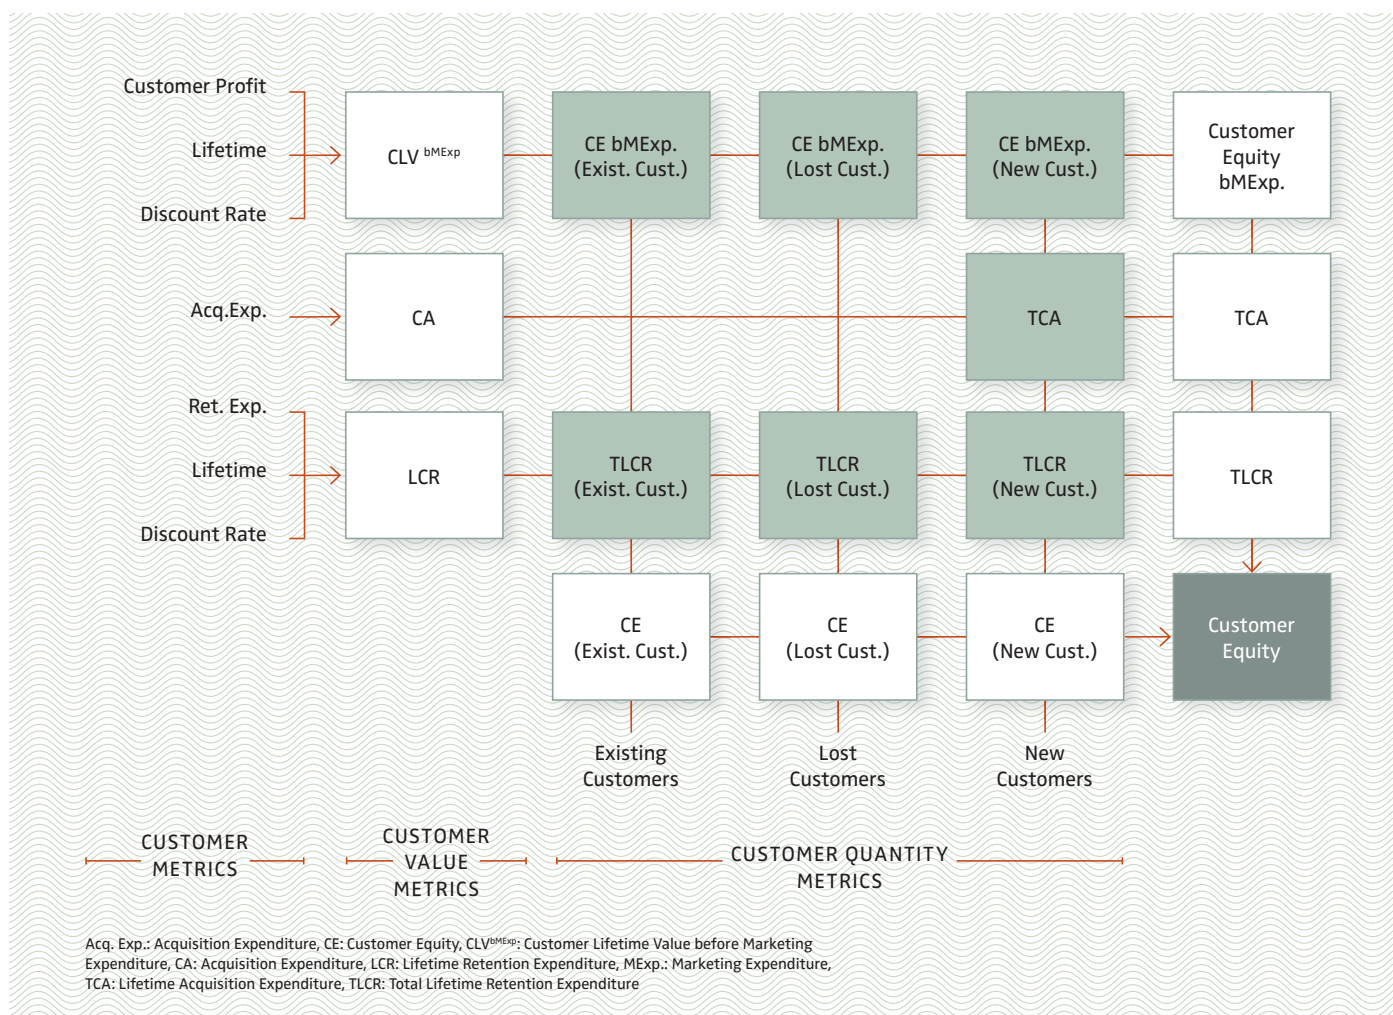 Customer Profit
Lifetime
Discount Rate
CLV bMExp
CE bMExp.
(Exist. Cust.)
CE bMExp.
(Lost Cust.)
CE bMExp.
(New Cust.)
Customer
Equity
bMExp.
Acq.Exp.
CA
TCA
TCA
Ret. Exp.
Lifetime
Discount Rate
LCR
TLCR
(Exist. Cust.)
TLCR
(Lost Cust.)
TLCR
(New Cust.)
TLCR
CE
(Exist. Cust.)
CE
(Lost Cust.)
CE
(New Cust.)
Customer
Equity
Existing
Customers
Lost
Customers
New
Customers
CUSTOMER
METRICS
CUSTOMER
VALUE
METRICS
CUSTOMER QUANTITY
METRICS
Acq. Exp.: Acquisition Expenditure, CE: Customer Equity, CLVbMExp: Customer Lifetime Value before Marketing
Expenditure, CA: Acquisition Expenditure, LCR: Lifetime Retention Expenditure, MExp.: Marketing Expenditure,
TCA: Lifetime Acquisition Expenditure, TLCR: Total Lifetime Retention Expenditure